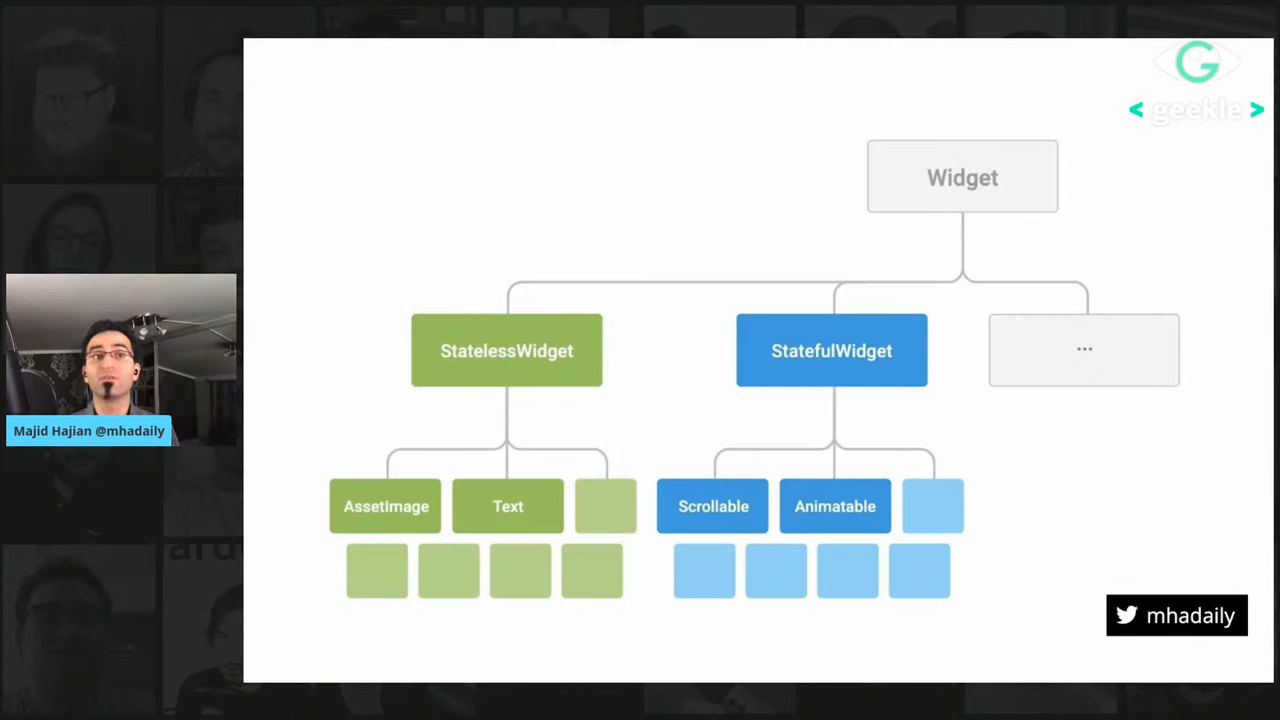 < geekle >
Widget
StatelessWidget
StatefulWidget
...
AssetImage
Text
Scrollable
Animatable
Majid Hajian @mhadaily
mhadaily